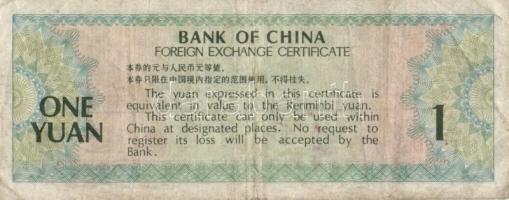 BANK OF CHINA
FOREIGN EXCHANGE CERTIFICATE
本券的元与人民币元等值。
本券只限在中国境内指定的范围使用，不得挂失。
The yuan expressed in this certificate is
equivalent in value to the Renminbi yuan.
This certificate can only be used within
China at designated places. No request to
register its loss will be accepted by the
Bank.
ONE
YUAN
1